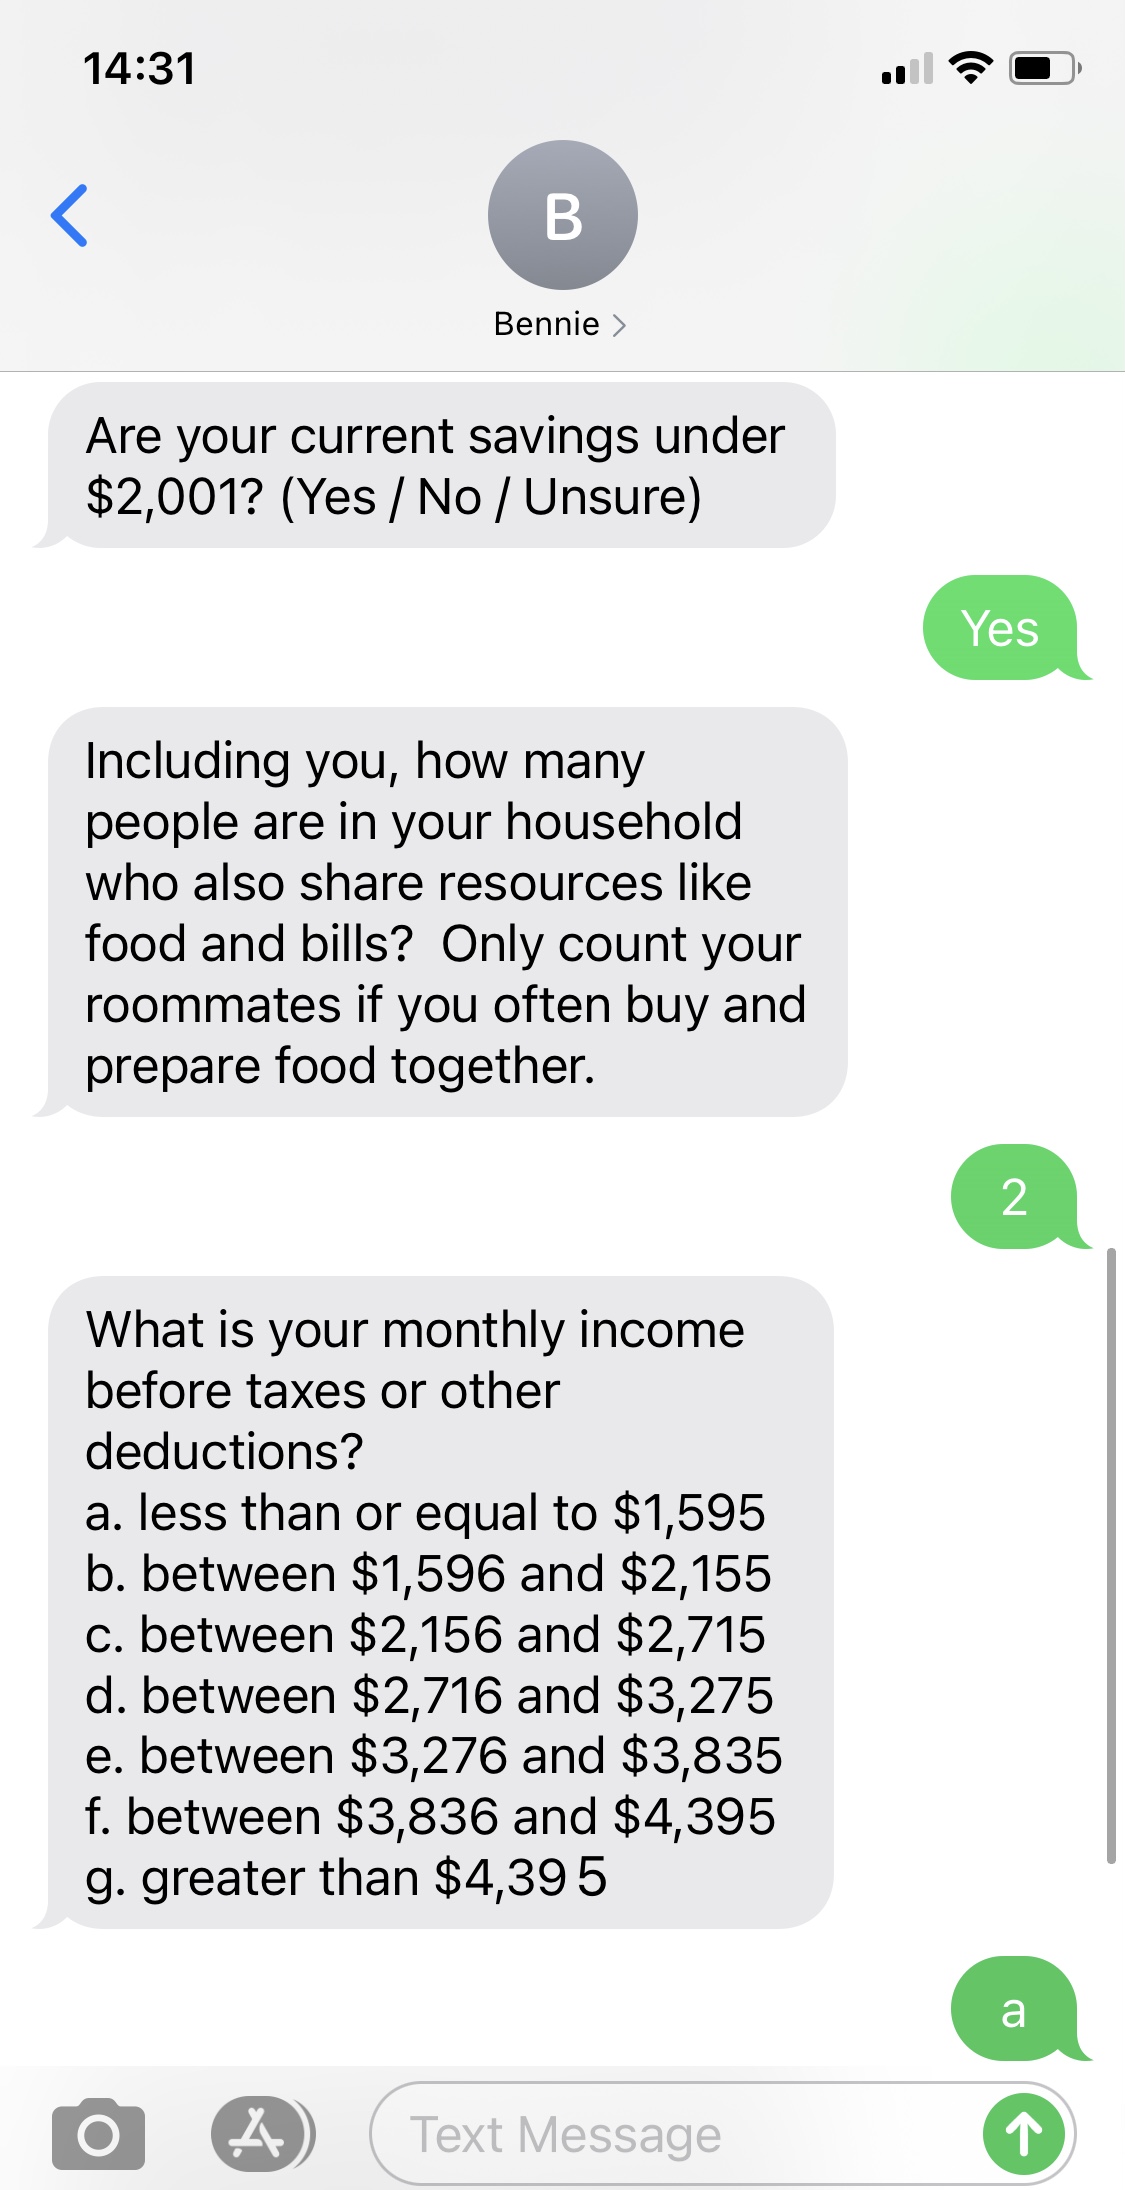 14:31
B
Bennie
Are your current savings under
$2,001? (Yes / No / Unsure)
Yes
Including you, how many
people are in your household
who also share resources like
food and bills?  Only count your
roommates if you often buy and
prepare food together.
2
What is your monthly income
before taxes or other
deductions?
a. less than or equal to $1,595
b. between $1,596 and $2,155
c. between $2,156 and $2,715
d. between $2,716 and $3,275
e. between $3,276 and $3,835
f. between $3,836 and $4,395
g. greater than $4,39 5
a
Text Message